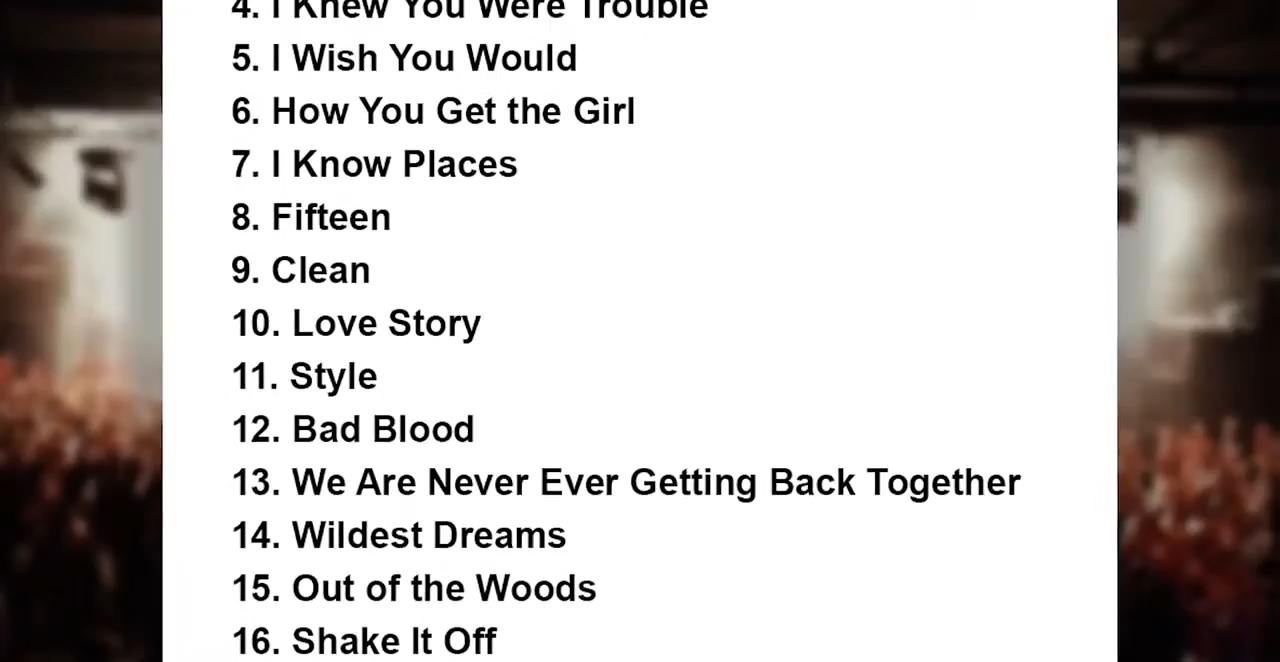 4. I Knew You Were Trouble
5. I Wish You Would
6. How You Get the Girl
7. I Know Places
8. Fifteen
9. Clean
10. Love Story
11. Style
12. Bad Blood
13. We Are Never Ever Getting Back Together
14. Wildest Dreams
15. Out of the Woods
16. Shake It Off